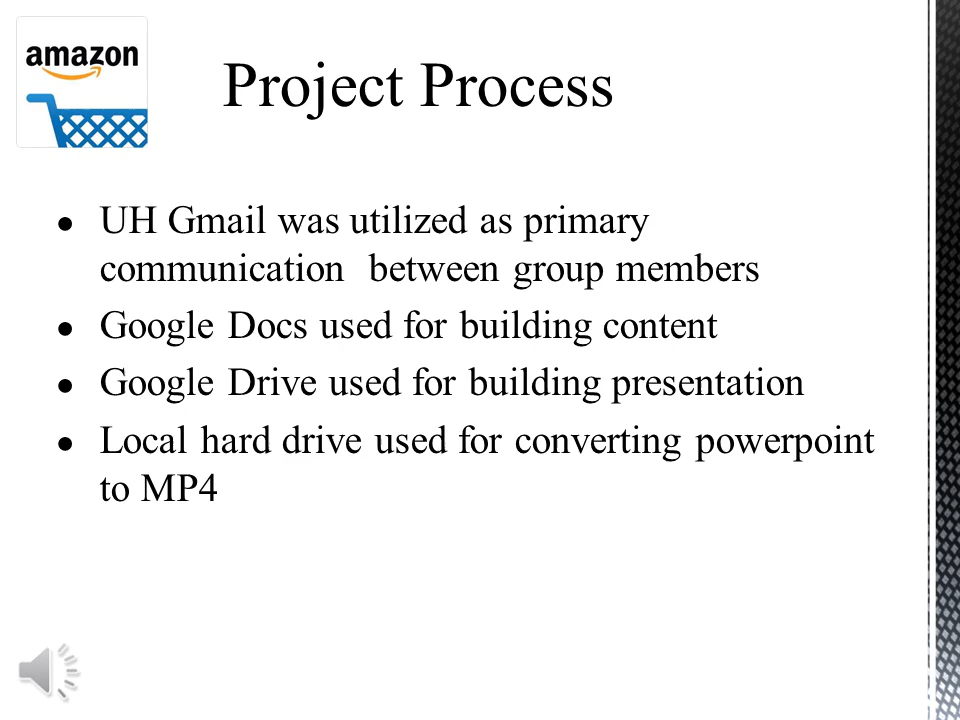 amazon
Project Process
● UH Gmail was utilized as primary
communication  between group members
● Google Docs used for building content
● Google Drive used for building presentation
● Local hard drive used for converting powerpoint
to MP4